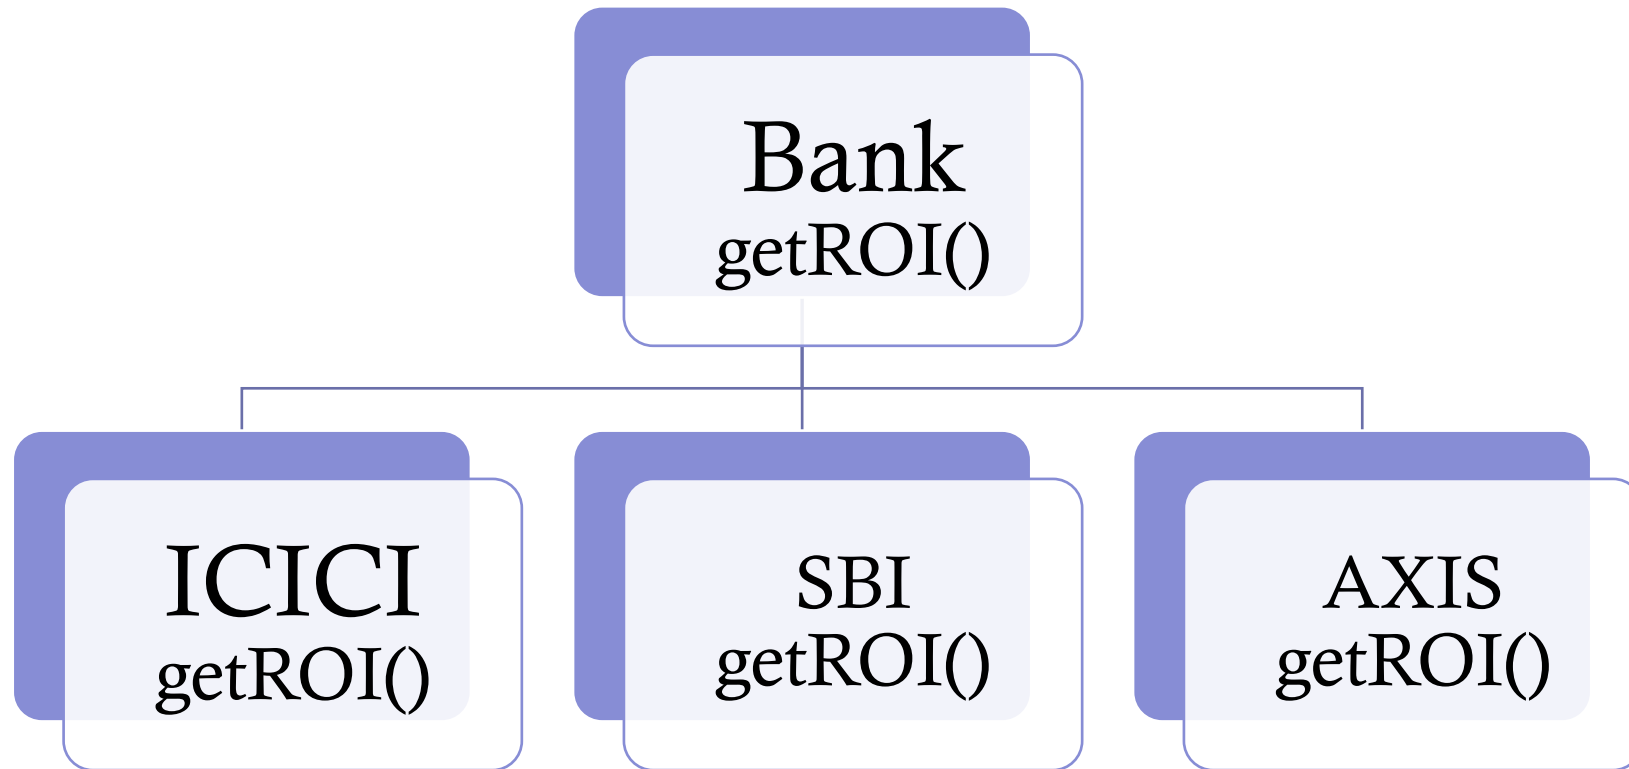 Bank
getROI()
ICICI
getROI()
SBI
getROI()
AXIS
getROI()